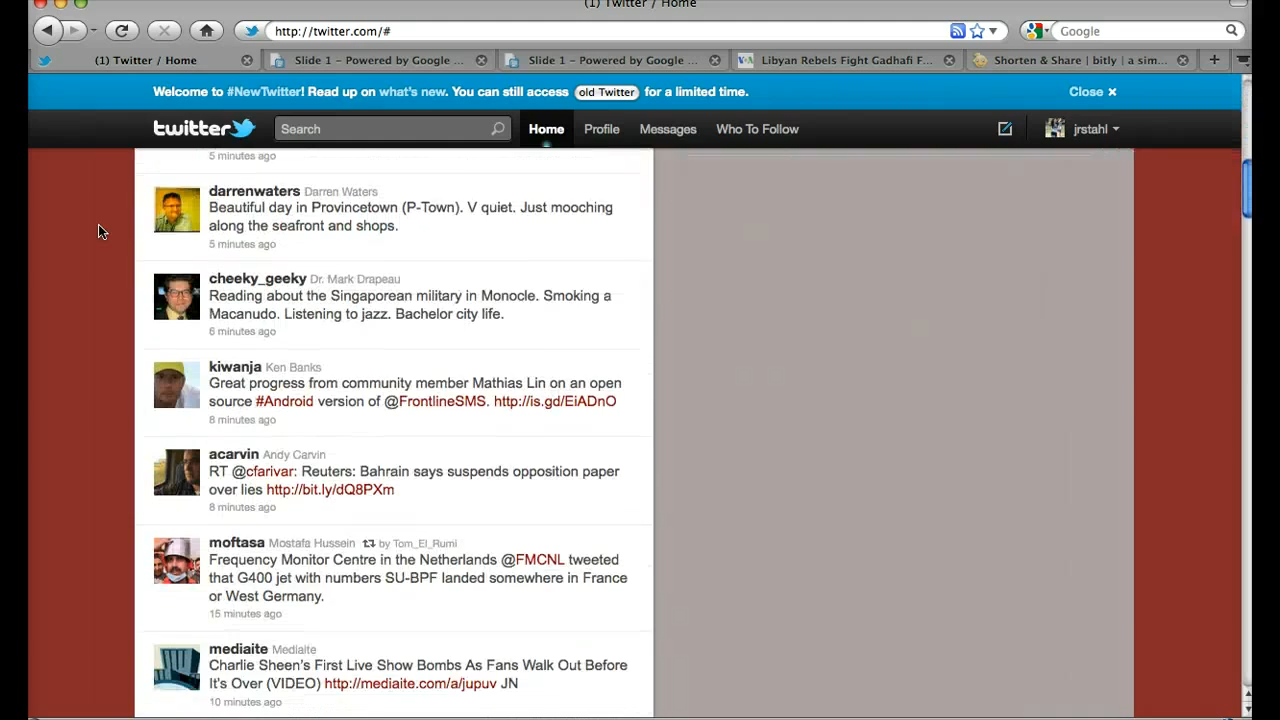 (1) Twitter / Home
http://twitter.com/#
Google
(1) Twitter / Home
Slide 1 - Powered by Google ...
Slide 1 - Powered by Google ...
Libyan Rebels Fight Gadhafi F...
Shorten & Share | bitly | a sim...
Welcome to #NewTwitter! Read up on what's new. You can still access old Twitter for a limited time.
Close ×
twitter
Search
Home
Profile
Messages
Who To Follow
jrstahl
5 minutes ago
darrenwaters Darren Waters
Beautiful day in Provincetown (P-Town). V quiet. Just mooching
along the seafront and shops.
5 minutes ago
cheeky_geeky Dr. Mark Drapeau
Reading about the Singaporean military in Monocle. Smoking a
Macanudo. Listening to jazz. Bachelor city life.
6 minutes ago
kiwanja Ken Banks
Great progress from community member Mathias Lin on an open
source #Android version of @FrontlineSMS. http://is.gd/EiADnO
8 minutes ago
acarvin Andy Carvin
RT @cfarivar: Reuters: Bahrain says suspends opposition paper
over lies http://bit.ly/dQ8PXm
8 minutes ago
moftasa Mostafa Hussein by Tom_El_Rumi
Frequency Monitor Centre in the Netherlands @FMCNL tweeted
that G400 jet with numbers SU-BPF landed somewhere in France
or West Germany.
15 minutes ago
mediaite Mediaite
Charlie Sheen's First Live Show Bombs As Fans Walk Out Before
It's Over (VIDEO) http://mediaite.com/a/jupuv JN
10 minutes ago